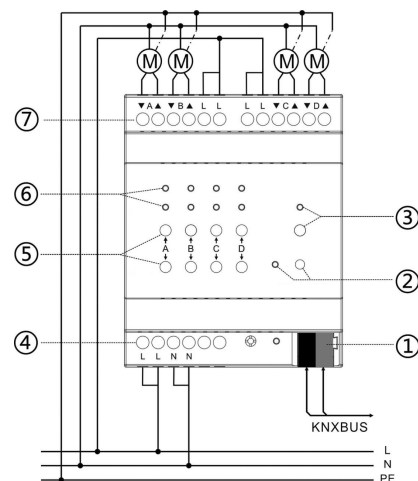 M M M M
▼A▲ ▼B▲ L L L L ▼C▲ ▼D▲
⑦
⑥
③
⑤ A B C D
②
④ ①
L L N N
KNXBUS
L
N
PE